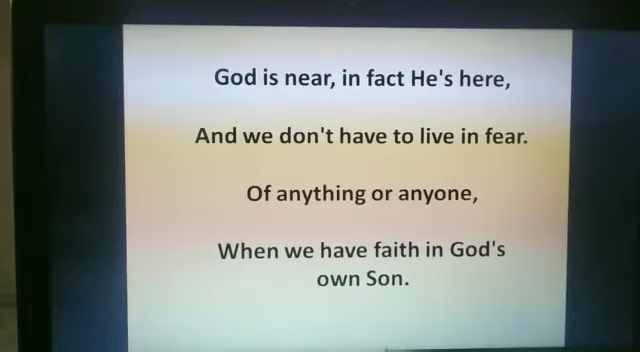 God is near, in fact He's here,
And we don't have to live in fear.
Of anything or anyone,
When we have faith in God's
own Son.